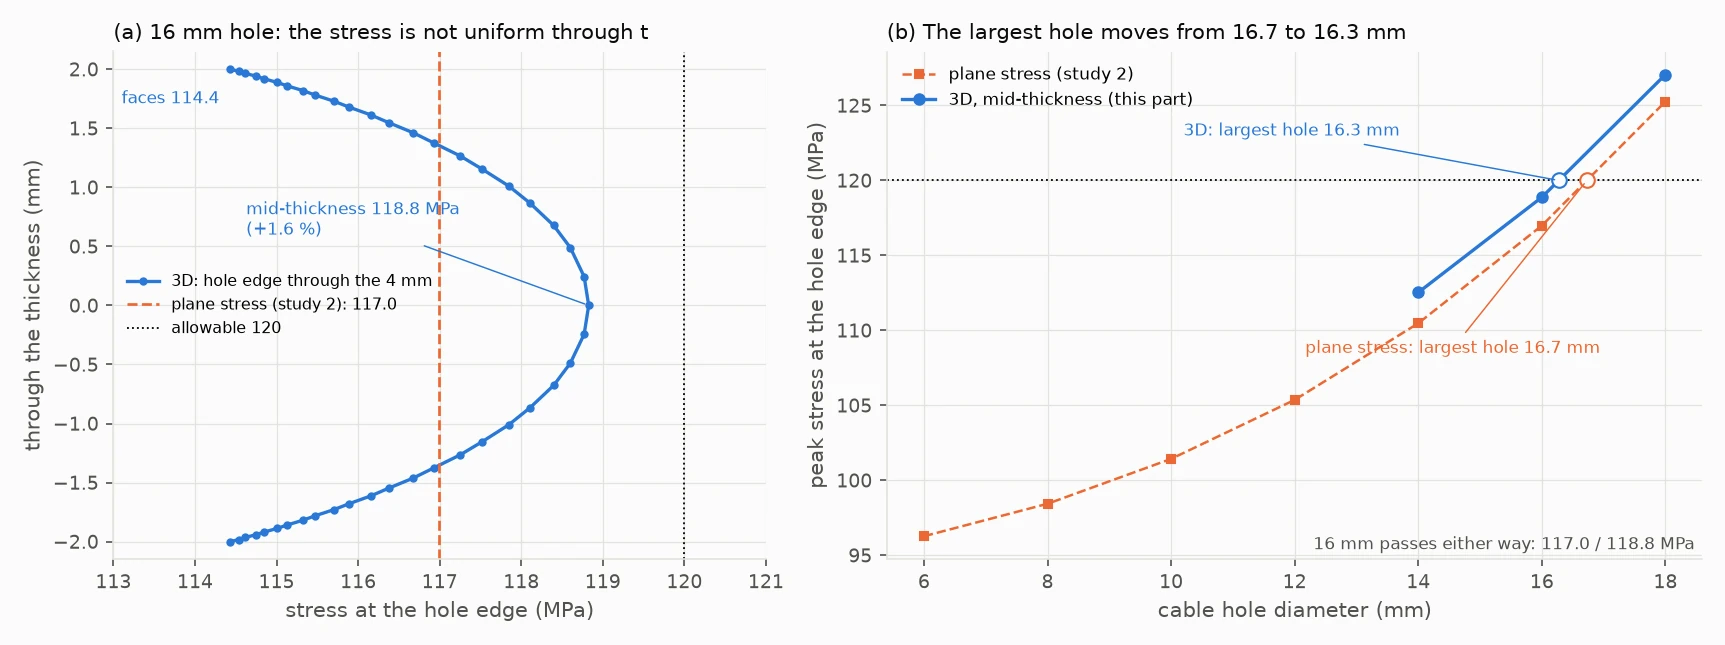 (a) 16 mm hole: the stress is not uniform through t
2.0
1.5
1.0
0.5
0.0
−0.5
−1.0
−1.5
−2.0
through the thickness (mm)
faces 114.4
mid-thickness 118.8 MPa
(+1.6 %)
3D: hole edge through the 4 mm
plane stress (study 2): 117.0
allowable 120
113 114 115 116 117 118 119 120 121
stress at the hole edge (MPa)
(b) The largest hole moves from 16.7 to 16.3 mm
plane stress (study 2)
3D, mid-thickness (this part)
3D: largest hole 16.3 mm
plane stress: largest hole 16.7 mm
16 mm passes either way: 117.0 / 118.8 MPa
125
120
115
110
105
100
95
peak stress at the hole edge (MPa)
6 8 10 12 14 16 18
cable hole diameter (mm)